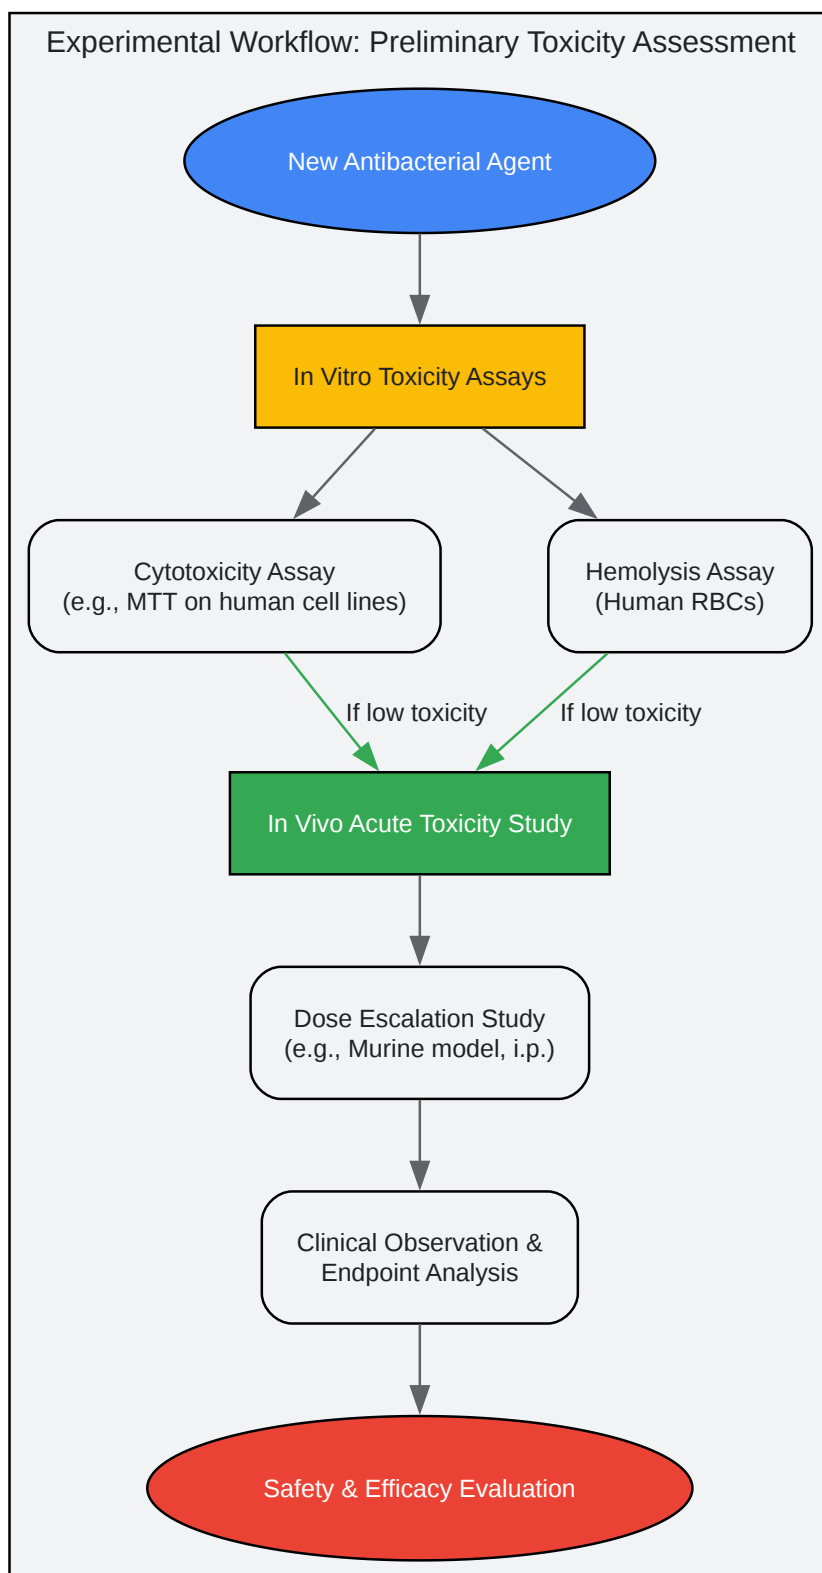 Experimental Workflow: Preliminary Toxicity Assessment
New Antibacterial Agent
In Vitro Toxicity Assays
Cytotoxicity Assay
(e.g., MTT on human cell lines)
Hemolysis Assay
(Human RBCs)
If low toxicity
If low toxicity
In Vivo Acute Toxicity Study
Dose Escalation Study
(e.g., Murine model, i.p.)
Clinical Observation &
Endpoint Analysis
Safety & Efficacy Evaluation